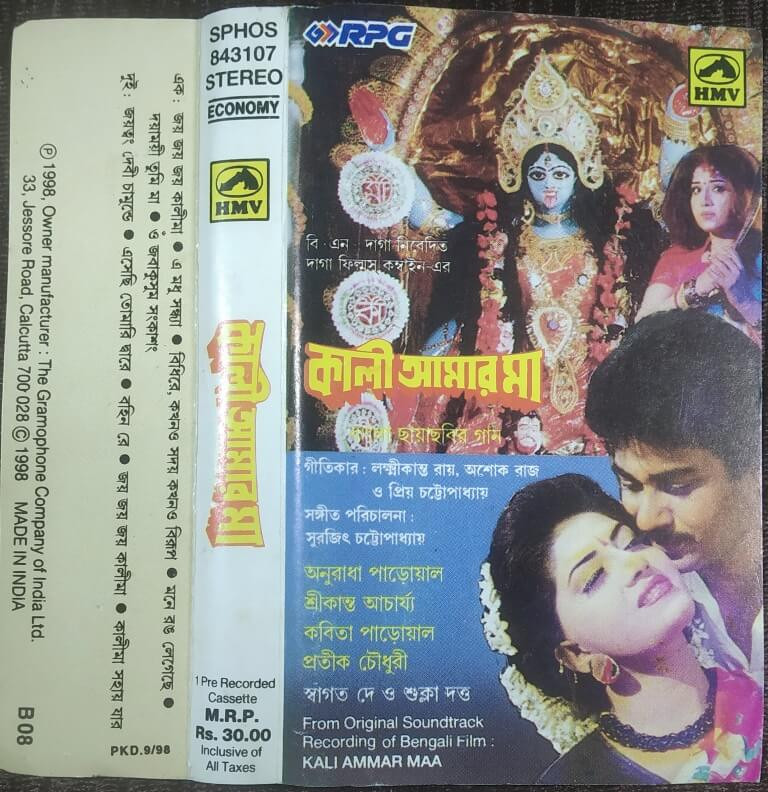 P 1998, Owner manufacturer : The Gramophone Company of India Ltd.
33, Jessore Road, Calcutta 700 028 © 1998 MADE IN INDIA
B 08
PKD.9/98
এক : জয় জয় জয় কালীমা ● এ মধু সন্ধ্যা ● বিধিরে, কখনও সদয় কখনও বিরূপ ● মনে রঙ লেগেছে ●
দয়াময়ী তুমি মা ● ওঁ জবাকুসুম সংকাশং
দুই : জয়ন্তং দেবী চামুণ্ডে ● এসেছি তোমারি দ্বারে ● বহিন রে ● জয় জয় জয় কালীমা ● কালীমা সহায় যার
SPHOS
843107
STEREO
ECONOMY
HMV
কালী আমার মা
1 Pre Recorded
Cassette
M.R.P.
Rs. 30.00
Inclusive of
All Taxes
RPG
HMV
মা
কা
বি · এন · দাগা নিবেদিত
দাগা ফিল্মস্ কম্বাইন-এর
কালী আমার মা
বাংলা ছায়াছবির গান
গীতিকার : লক্ষ্মীকান্ত রায়, অশোক রাজ
ও প্রিয় চট্টোপাধ্যায়
সঙ্গীত পরিচালনা :
সুরজিৎ চট্টোপাধ্যায়
অনুরাধা পাড়োয়াল
শ্রীকান্ত আচার্য্য
কবিতা পাড়োয়াল
প্রতীক চৌধুরী
স্বাগত দে ও শুক্লা দত্ত
From Original Soundtrack
Recording of Bengali Film :
KALI AMMAR MAA